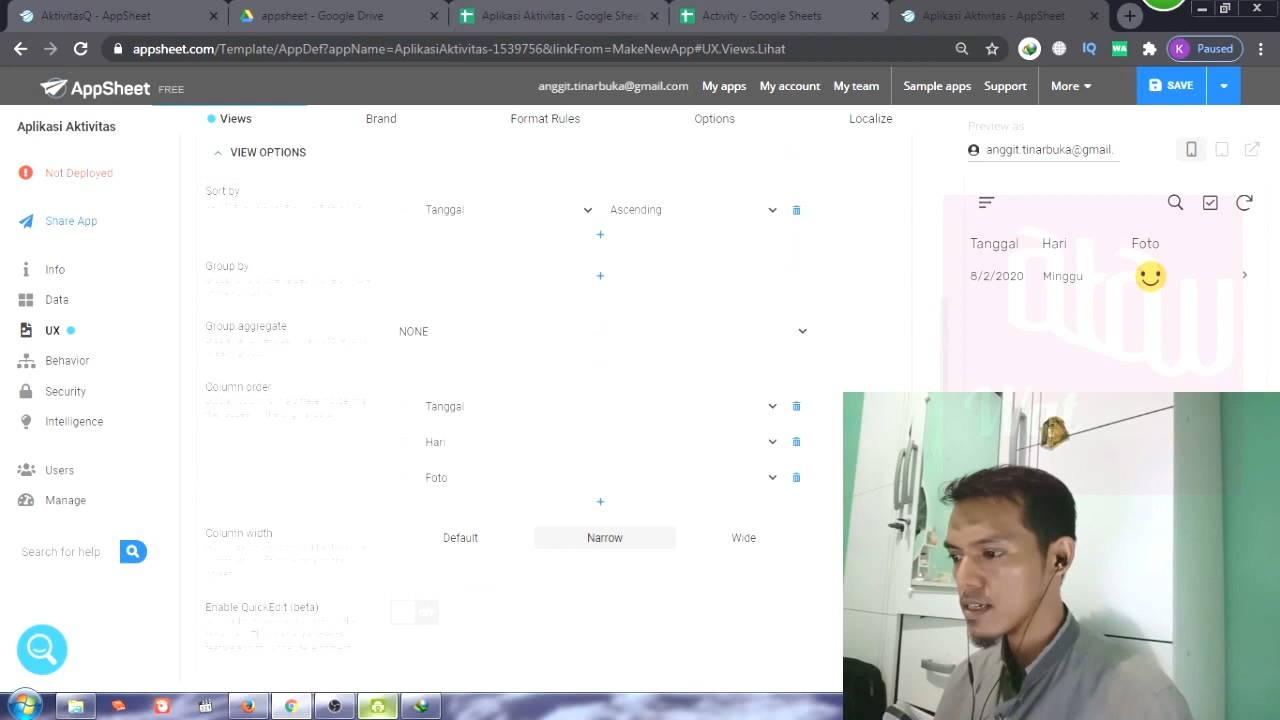 AktivitasQ - AppSheet
appsheet - Google Drive
Aplikasi Aktivitas - Google Shee
Activity - Google Sheets
Aplikasi Aktivitas - AppSheet
appsheet.com/Template/AppDef?appName=AplikasiAktivitas-1539756&linkFrom=MakeNewApp#UX.Views.Lihat
IQ
WA
K Paused
AppSheet FREE
anggit.tinarbuka@gmail.com My apps My account My team Sample apps Support More SAVE
Aplikasi Aktivitas
Views Brand Format Rules Options Localize
Preview as
anggit.tinarbuka@gmail.
Not Deployed
Share App
Info
Data
UX
Behavior
Security
Intelligence
Users
Manage
Search for help
VIEW OPTIONS
Sort by
Tanggal Ascending
Group by
Group aggregate
NONE
Column order
Tanggal
Hari
Foto
Column width
Default Narrow Wide
Enable QuickEdit (beta)
OFF
Tanggal Hari Foto
8/2/2020 Minggu